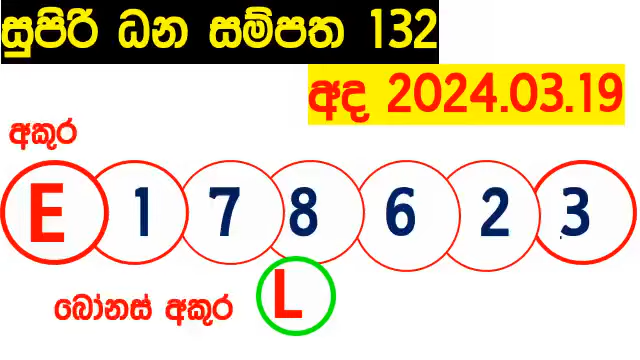 සුපිරි ධන සම්පත 132
අද 2024.03.19
අකුර
E 1 7 8 6 2 3
බෝනස් අකුර L